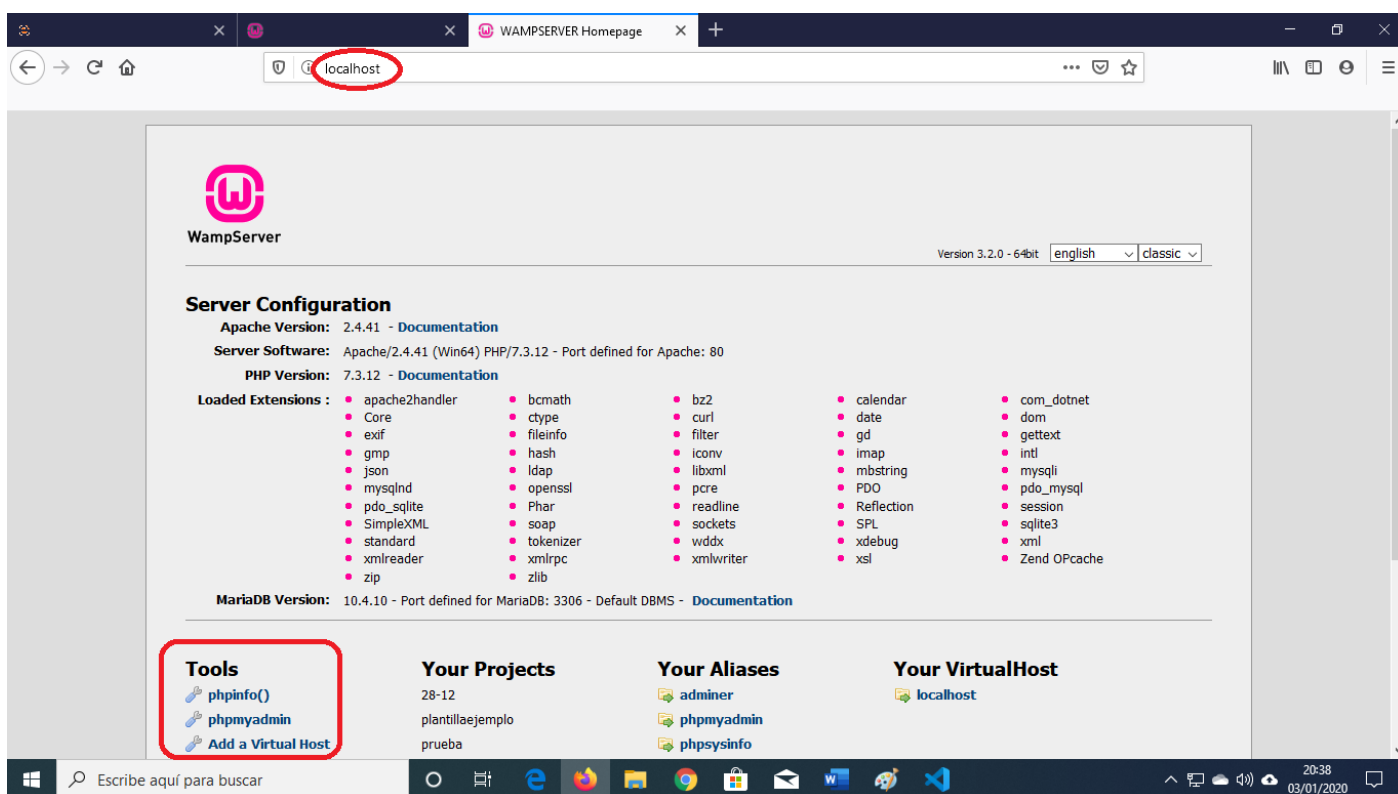 WAMPSERVER Homepage
localhost
WampServer
Version 3.2.0 - 64bit english classic
Server Configuration
Apache Version: 2.4.41 - Documentation
Server Software: Apache/2.4.41 (Win64) PHP/7.3.12 - Port defined for Apache: 80
PHP Version: 7.3.12 - Documentation
Loaded Extensions : apache2handler bcmath bz2 calendar com_dotnet
Core ctype curl date dom
exif fileinfo filter gd gettext
gmp hash iconv imap intl
json ldap libxml mbstring mysqli
mysqlnd openssl pcre PDO pdo_mysql
pdo_sqlite Phar readline Reflection session
SimpleXML soap sockets SPL sqlite3
standard tokenizer wddx xdebug xml
xmlreader xmlrpc xmlwriter xsl Zend OPcache
zip zlib
MariaDB Version: 10.4.10 - Port defined for MariaDB: 3306 - Default DBMS - Documentation
Tools Your Projects Your Aliases Your VirtualHost
phpinfo() 28-12 adminer localhost
phpmyadmin plantillaejemplo phpmyadmin
Add a Virtual Host prueba phpsysinfo
Escribe aquí para buscar 20:38
03/01/2020